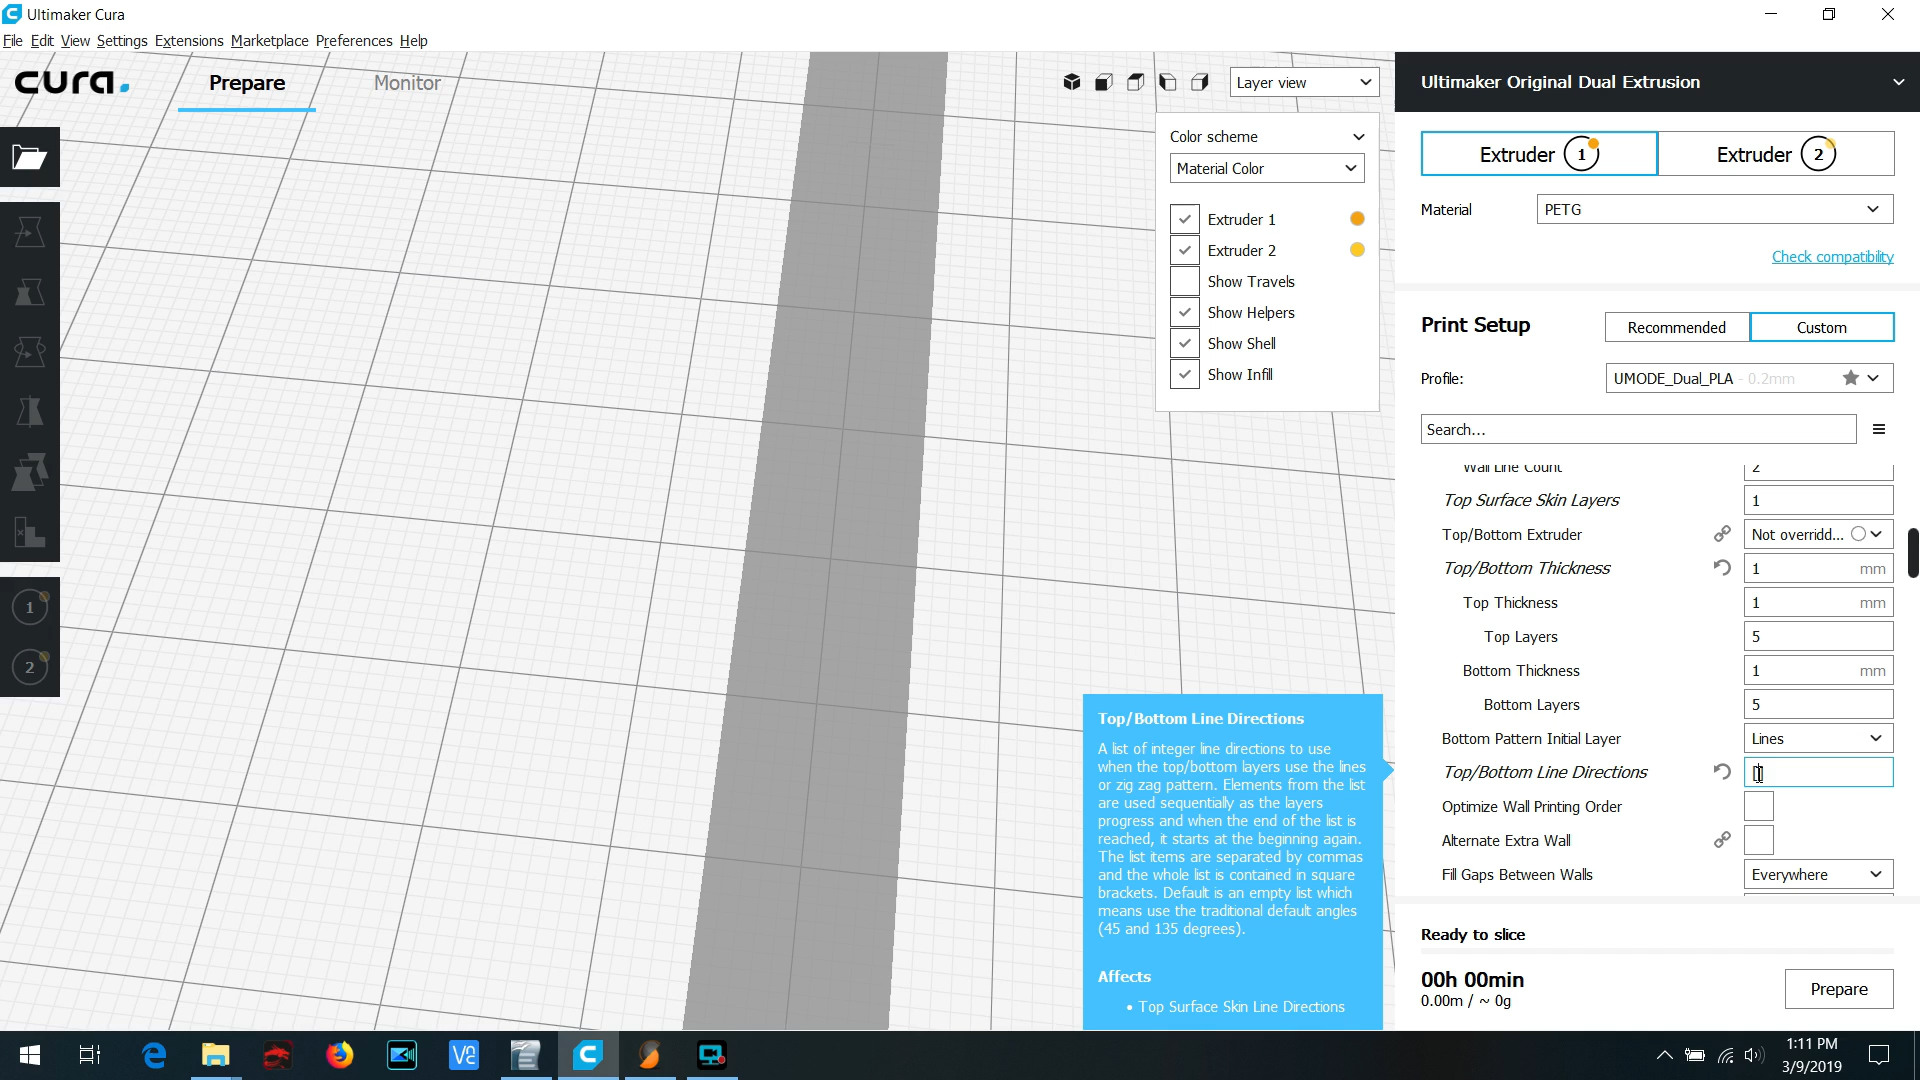 Ultimaker Cura
File Edit View Settings Extensions Marketplace Preferences Help
cura.
Prepare
Monitor
Layer view
Color scheme
Material Color
Extruder 1
Extruder 2
Show Travels
Show Helpers
Show Shell
Show Infill
1
2
Top/Bottom Line Directions
A list of integer line directions to use
when the top/bottom layers use the lines
or zig zag pattern. Elements from the list
are used sequentially as the layers
progress and when the end of the list is
reached, it starts at the beginning again.
The list items are separated by commas
and the whole list is contained in square
brackets. Default is an empty list which
means use the traditional default angles
(45 and 135 degrees).
Affects
• Top Surface Skin Line Directions
Ultimaker Original Dual Extrusion
Extruder 1
Extruder 2
Material PETG
Check compatibility
Print Setup Recommended Custom
Profile: UMODE_Dual_PLA - 0.2mm
Search...
Wall Line Count 2
Top Surface Skin Layers 1
Top/Bottom Extruder Not overridd...
Top/Bottom Thickness 1 mm
Top Thickness 1 mm
Top Layers 5
Bottom Thickness 1 mm
Bottom Layers 5
Bottom Pattern Initial Layer Lines
Top/Bottom Line Directions []
Optimize Wall Printing Order
Alternate Extra Wall
Fill Gaps Between Walls Everywhere
Ready to slice
00h 00min
0.00m / ~ 0g
Prepare
1:11 PM
3/9/2019